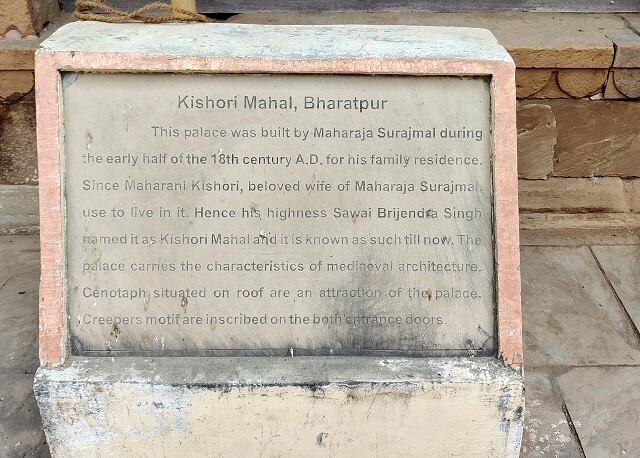 Kishori Mahal, Bharatpur
This palace was built by Maharaja Surajmal during
the early half of the 18th century A.D. for his family residence.
Since Maharani Kishori, beloved wife of Maharaja Surajmal.
use to live in it. Hence his highness Sawai Brijendra Singh
named it as Kishori Mahal and it is known as such till now. The
palace carries the characteristics of mediaeval architecture.
Cenotaph situated on roof are an attraction of the palace.
Creepers motif are inscribed on the both entrance doors.